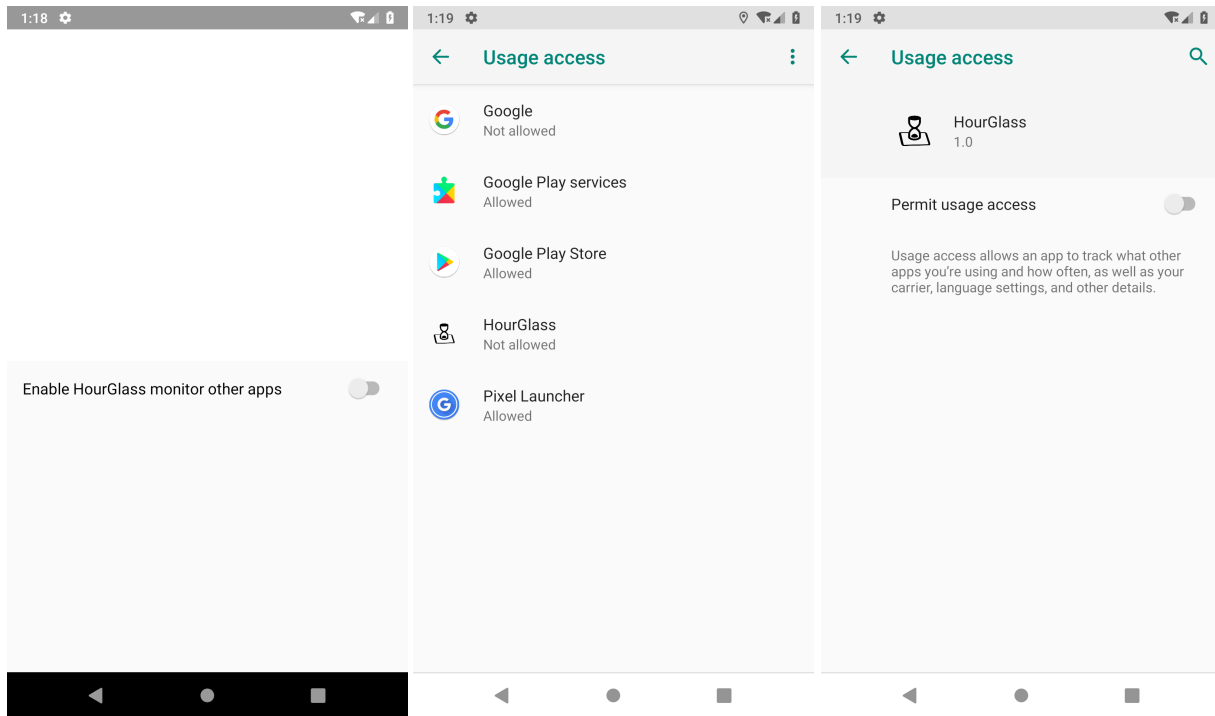 1:18
Enable HourGlass monitor other apps
1:19
Usage access
Google
Not allowed
Google Play services
Allowed
Google Play Store
Allowed
HourGlass
Not allowed
Pixel Launcher
Allowed
1:19
Usage access
HourGlass
1.0
Permit usage access
Usage access allows an app to track what other
apps you're using and how often, as well as your
carrier, language settings, and other details.